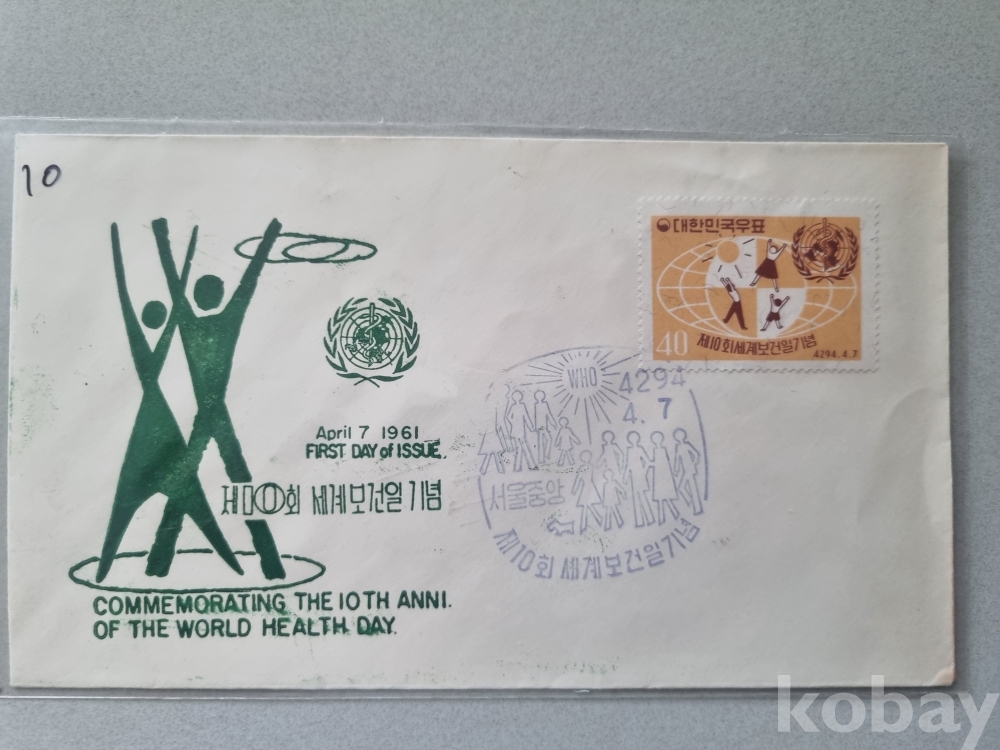 10
대한민국우표
40
제10회세계보건일기념
4294.4.7
WHO
4294
4. 7
서울중앙
제10회 세계보건일기념
April 7 1961
FIRST DAY of ISSUE.
제10회 세계보건일기념
COMMEMORATING THE 10TH ANNI.
OF THE WORLD HEALTH DAY.
kobay